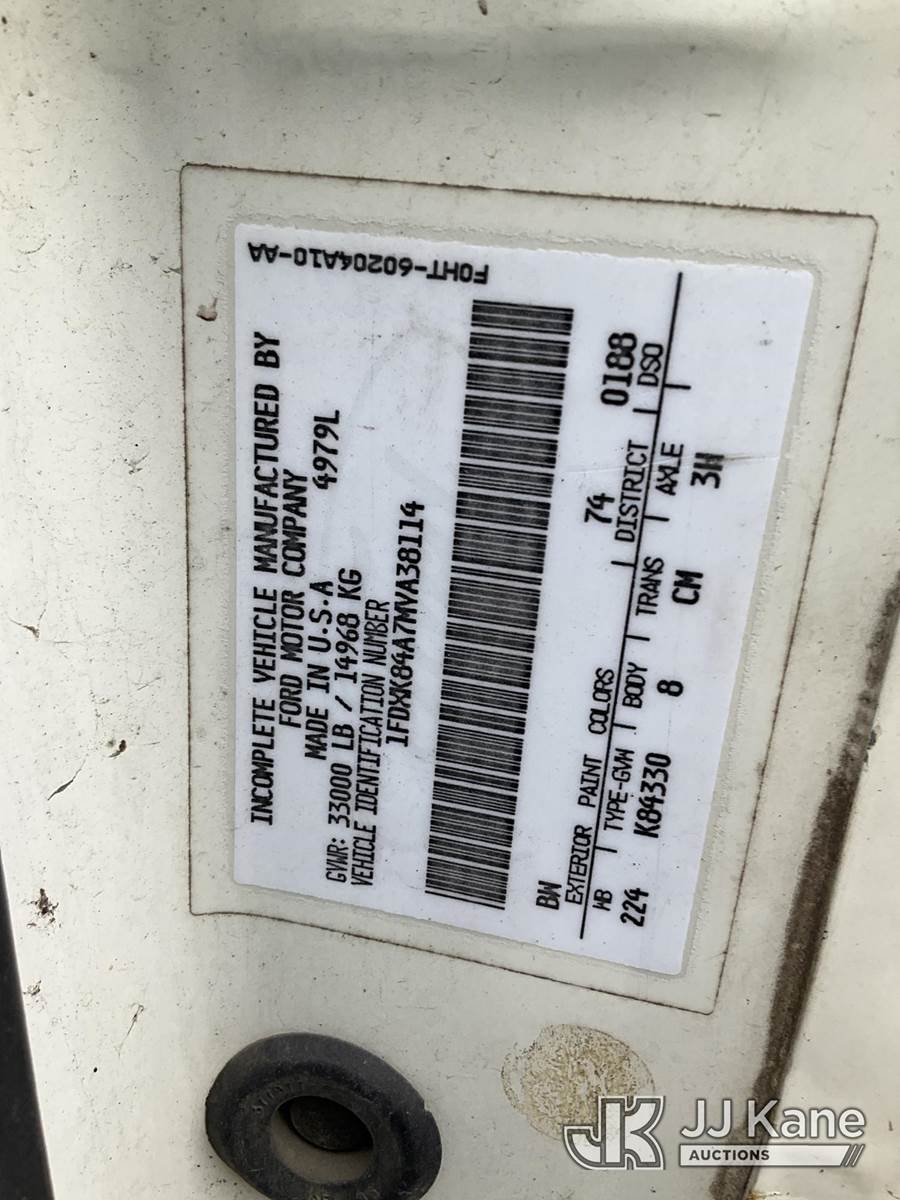 F0HT-60204A10-AA
INCOMPLETE VEHICLE MANUFACTURED BY
FORD MOTOR COMPANY
MADE IN U.S.A 4979L
GVWR: 33000 LB / 14968 KG
VEHICLE IDENTIFICATION NUMBER
1FDXK84A7MVA38114
BW 74 0188
EXTERIOR PAINT COLORS DISTRICT DSO
WB TYPE-GVW BODY TRANS AXLE
224 K84330 8 CM 3H
JK JJ Kane
AUCTIONS